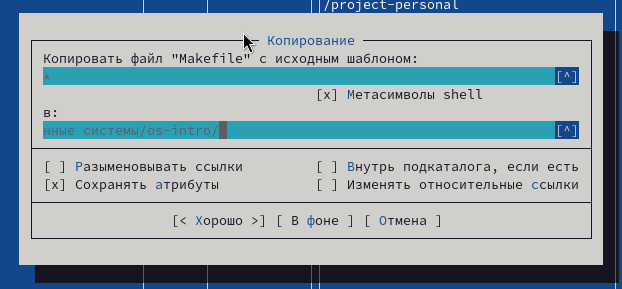 /project-personal
Копирование
Копировать файл "Makefile" с исходным шаблоном:
* [^]
[x] Метасимволы shell
в:
нные системы/os-intro/ [^]
[ ] Разыменовывать ссылки [ ] Внутрь подкаталога, если есть
[x] Сохранять атрибуты [ ] Изменять относительные ссылки
[< Хорошо >] [ В фоне ] [ Отмена ]